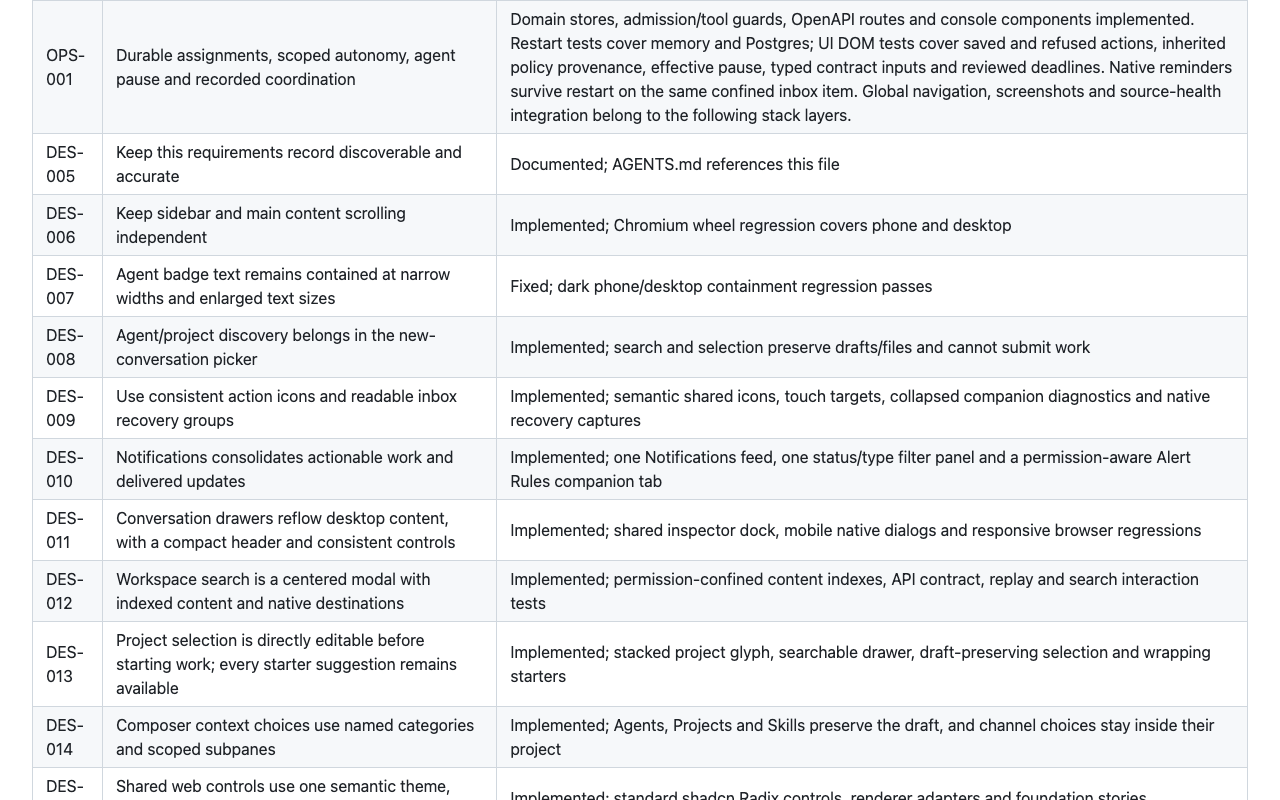 OPS-
001
Durable assignments, scoped autonomy, agent
pause and recorded coordination
Domain stores, admission/tool guards, OpenAPI routes and console components implemented.
Restart tests cover memory and Postgres; UI DOM tests cover saved and refused actions, inherited
policy provenance, effective pause, typed contract inputs and reviewed deadlines. Native reminders
survive restart on the same confined inbox item. Global navigation, screenshots and source-health
integration belong to the following stack layers.
DES-
005
Keep this requirements record discoverable and
accurate
Documented; AGENTS.md references this file
DES-
006
Keep sidebar and main content scrolling
independent
Implemented; Chromium wheel regression covers phone and desktop
DES-
007
Agent badge text remains contained at narrow
widths and enlarged text sizes
Fixed; dark phone/desktop containment regression passes
DES-
008
Agent/project discovery belongs in the new-
conversation picker
Implemented; search and selection preserve drafts/files and cannot submit work
DES-
009
Use consistent action icons and readable inbox
recovery groups
Implemented; semantic shared icons, touch targets, collapsed companion diagnostics and native
recovery captures
DES-
010
Notifications consolidates actionable work and
delivered updates
Implemented; one Notifications feed, one status/type filter panel and a permission-aware Alert
Rules companion tab
DES-
011
Conversation drawers reflow desktop content,
with a compact header and consistent controls
Implemented; shared inspector dock, mobile native dialogs and responsive browser regressions
DES-
012
Workspace search is a centered modal with
indexed content and native destinations
Implemented; permission-confined content indexes, API contract, replay and search interaction
tests
DES-
013
Project selection is directly editable before
starting work; every starter suggestion remains
available
Implemented; stacked project glyph, searchable drawer, draft-preserving selection and wrapping
starters
DES-
014
Composer context choices use named categories
and scoped subpanes
Implemented; Agents, Projects and Skills preserve the draft, and channel choices stay inside their
project
DES-
Shared web controls use one semantic theme,
Implemented; standard shadcn Radix controls, renderer adapters and foundation stories